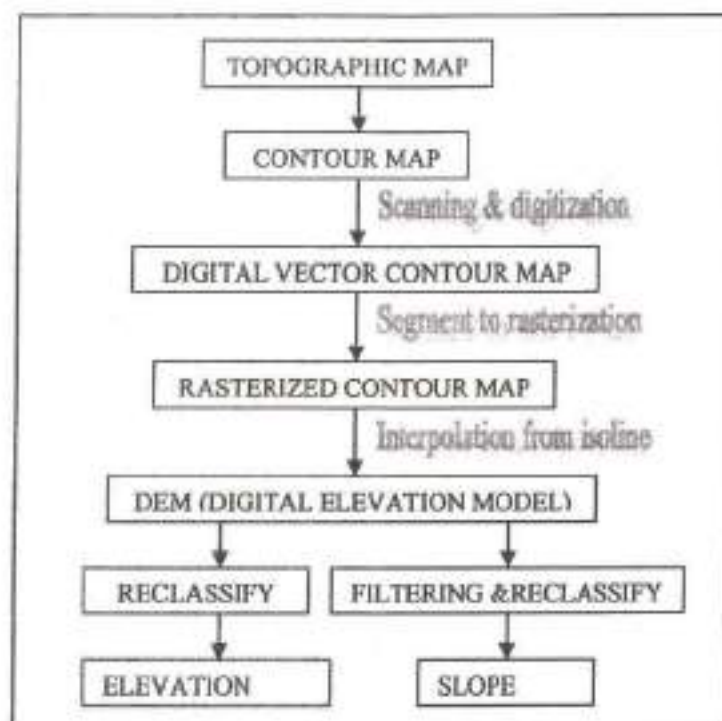 TOPOGRAPHIC MAP
CONTOUR MAP
Scanning & digitization
DIGITAL VECTOR CONTOUR MAP
Segment to rasterization
RASTERIZED CONTOUR MAP
Interpolation from isoline
DEM (DIGITAL ELEVATION MODEL)
RECLASSIFY FILTERING &RECLASSIFY
ELEVATION SLOPE